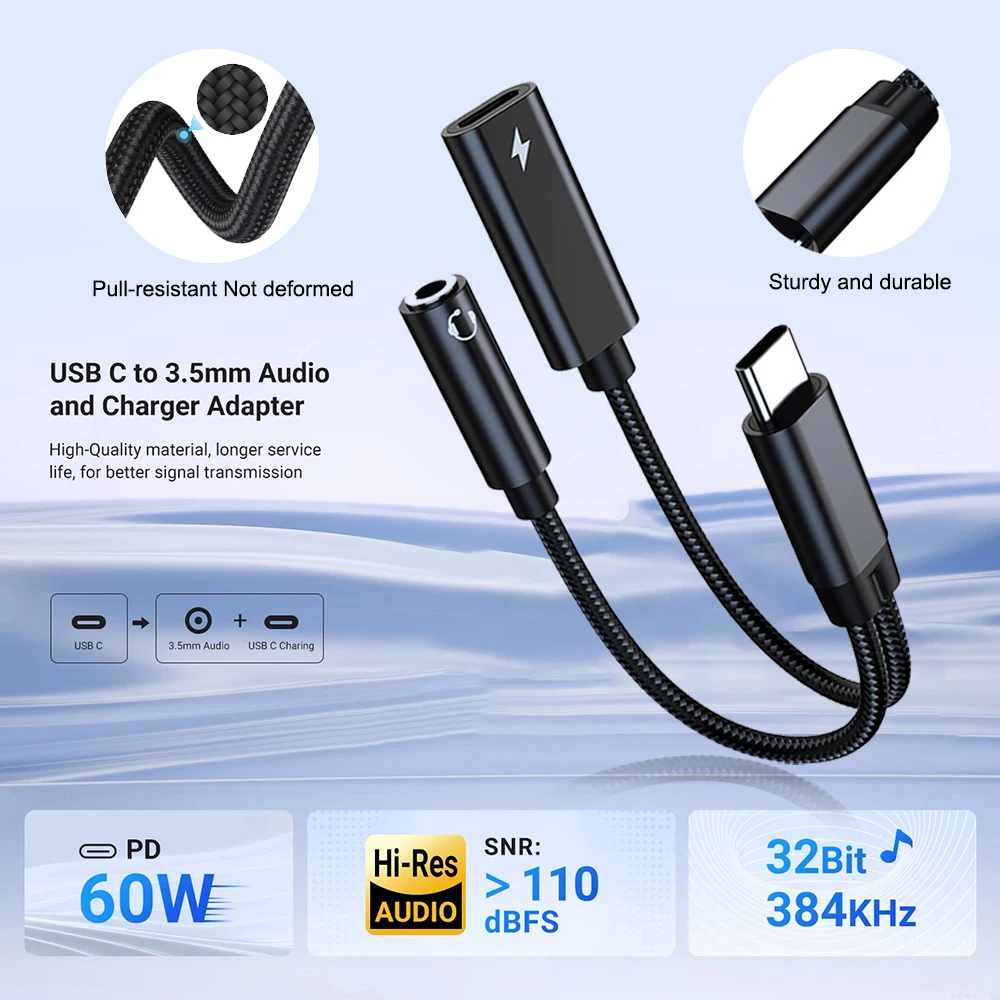 Pull-resistant Not deformed
Sturdy and durable
USB C to 3.5mm Audio
and Charger Adapter
High-Quality material, longer service
life, for better signal transmission
USB C
3.5mm Audio + USB C Charing
PD
60W
Hi-Res
AUDIO
SNR:
> 110
dBFS
32Bit
384KHz